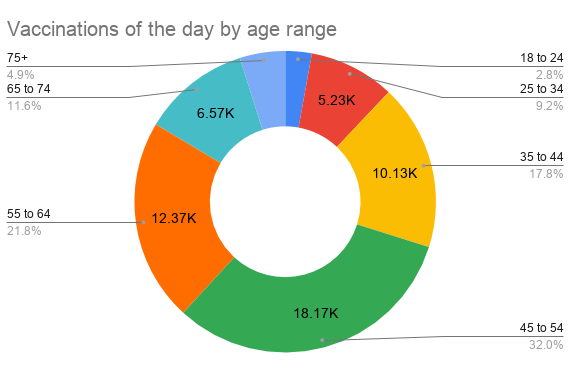 Vaccinations of the day by age range
75+
4.9%
65 to 74
11.6%
55 to 64
21.8%
18 to 24
2.8%
25 to 34
9.2%
35 to 44
17.8%
45 to 54
32.0%
5.23K
6.57K
10.13K
12.37K
18.17K